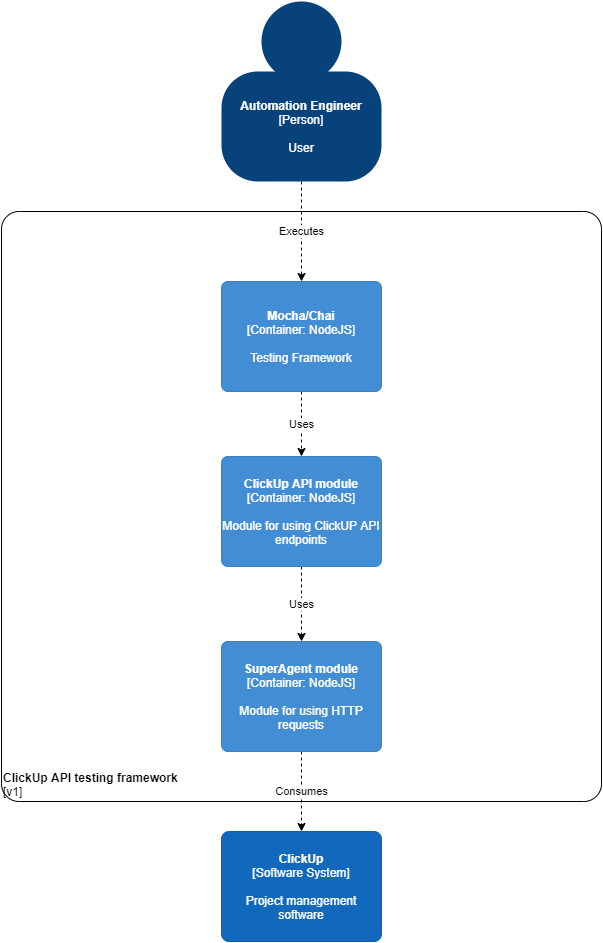 Automation Engineer
[Person]
User
Executes
Mocha/Chai
[Container: NodeJS]
Testing Framework
Uses
ClickUp API module
[Container: NodeJS]
Module for using ClickUP API
endpoints
Uses
SuperAgent module
[Container: NodeJS]
Module for using HTTP
requests
ClickUp API testing framework
[v1]
Consumes
ClickUp
[Software System]
Project management
software